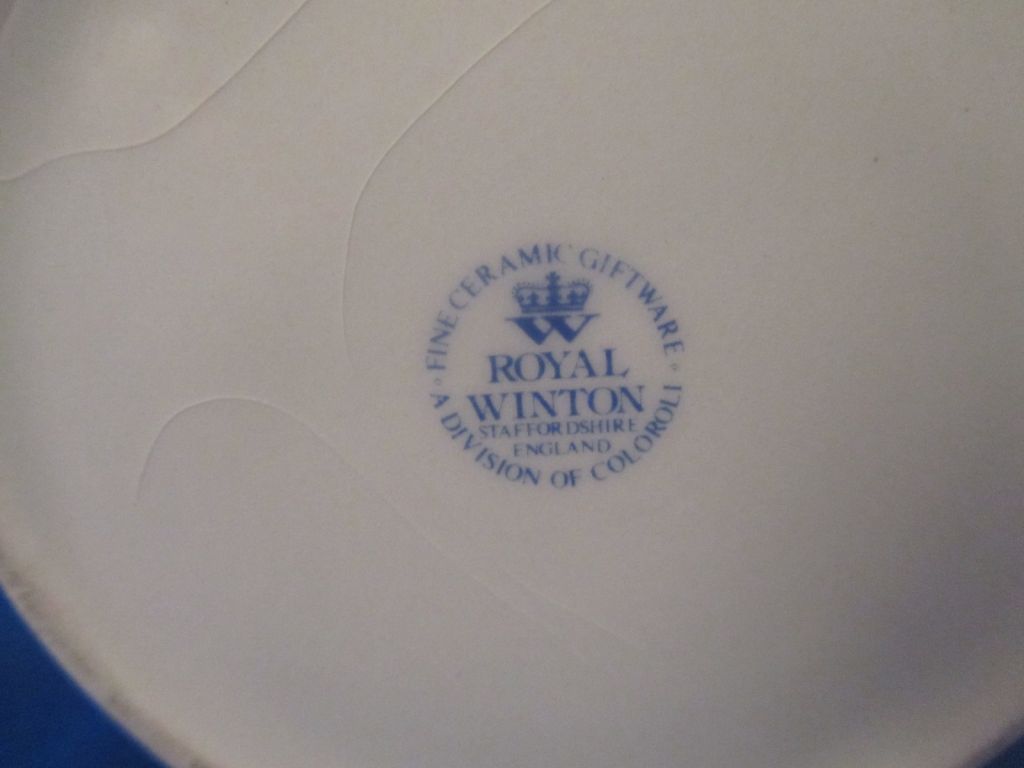 FINE CERAMIC GIFTWARE
W
ROYAL
WINTON
STAFFORDSHIRE
ENGLAND
A DIVISION OF COLOROLL